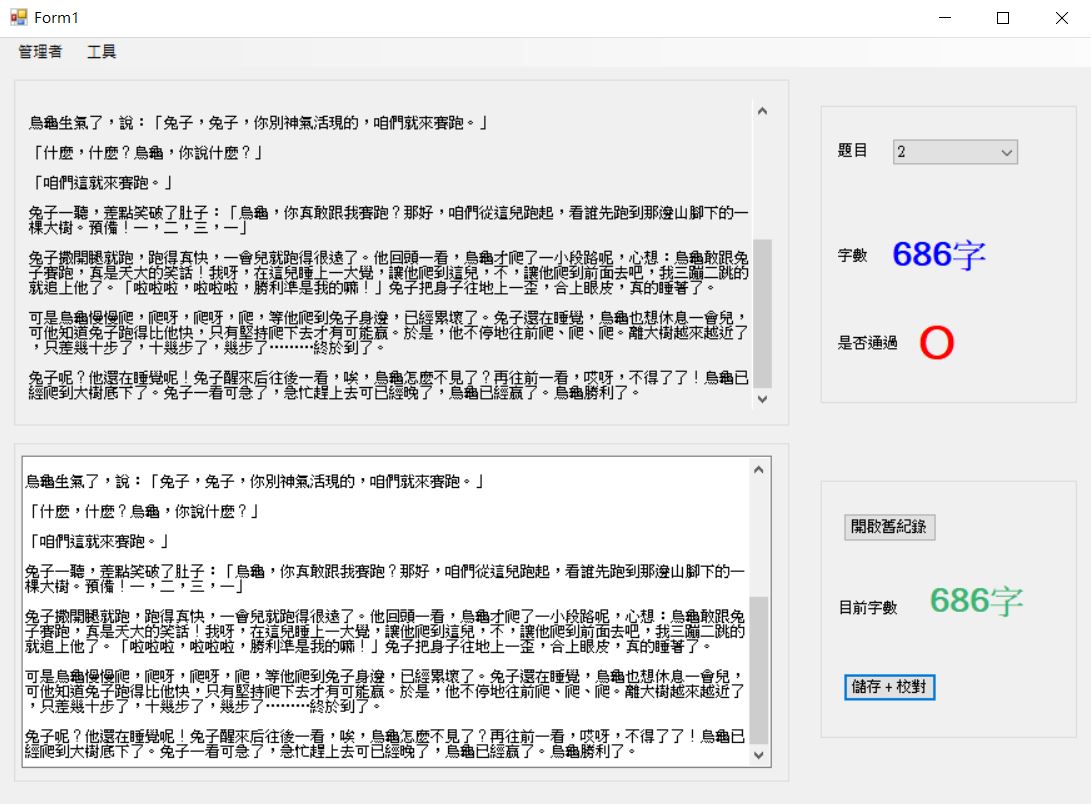 Form1
管理者 工具
烏龜生氣了，說：「兔子，兔子，你別神氣活現的，咱們就來賽跑。」
「什麼，什麼？烏龜，你說什麼？」
「咱們這就來賽跑。」
兔子一聽，差點笑破了肚子：「烏龜，你真敢跟我賽跑？那好，咱們從這兒跑起，看誰先跑到那邊山腳下的一
棵大樹。預備！一，二，三，一」
兔子撒開腿就跑，跑得真快，一會兒就跑得很遠了。他回頭一看，烏龜才爬了一小段路呢，心想：烏龜敢跟兔
子賽跑，真是天大的笑話！我呀，在這兒睡上一大覺，讓他爬到這兒，不，讓他爬到前面去吧，我三蹦二跳的
就追上他了。「啦啦啦，啦啦啦，勝利準是我的嘛！」兔子把身子往地上一歪，合上眼皮，真的睡著了。
可是烏龜慢慢爬，爬呀，爬呀，爬，等他爬到兔子身邊，已經累壞了。兔子還在睡覺，烏龜也想休息一會兒，
可他知道兔子跑得比他快，只有堅持爬下去才有可能贏。於是，他不停地往前爬、爬、爬。離大樹越來越近了
，只差幾十步了，十幾步了，幾步了………終於到了。
兔子呢？他還在睡覺呢！兔子醒來后往後一看，唉，烏龜怎麼不見了？再往前一看，哎呀，不得了了！烏龜已
經爬到大樹底下了。兔子一看可急了，急忙趕上去可已經晚了，烏龜已經贏了。烏龜勝利了。
題目 2
字數 686字
是否通過 O
烏龜生氣了，說：「兔子，兔子，你別神氣活現的，咱們就來賽跑。」
「什麼，什麼？烏龜，你說什麼？」
「咱們這就來賽跑。」
兔子一聽，差點笑破了肚子：「烏龜，你真敢跟我賽跑？那好，咱們從這兒跑起，看誰先跑到那邊山腳下的一
棵大樹。預備！一，二，三，一」
兔子撒開腿就跑，跑得真快，一會兒就跑得很遠了。他回頭一看，烏龜才爬了一小段路呢，心想：烏龜敢跟兔
子賽跑，真是天大的笑話！我呀，在這兒睡上一大覺，讓他爬到這兒，不，讓他爬到前面去吧，我三蹦二跳的
就追上他了。「啦啦啦，啦啦啦，勝利準是我的嘛！」兔子把身子往地上一歪，合上眼皮，真的睡著了。
可是烏龜慢慢爬，爬呀，爬呀，爬，等他爬到兔子身邊，已經累壞了。兔子還在睡覺，烏龜也想休息一會兒，
可他知道兔子跑得比他快，只有堅持爬下去才有可能贏。於是，他不停地往前爬、爬、爬。離大樹越來越近了
，只差幾十步了，十幾步了，幾步了………終於到了。
兔子呢？他還在睡覺呢！兔子醒來后往後一看，唉，烏龜怎麼不見了？再往前一看，哎呀，不得了了！烏龜已
經爬到大樹底下了。兔子一看可急了，急忙趕上去可已經晚了，烏龜已經贏了。烏龜勝利了。
開啟舊紀錄
目前字數 686字
儲存 + 校對